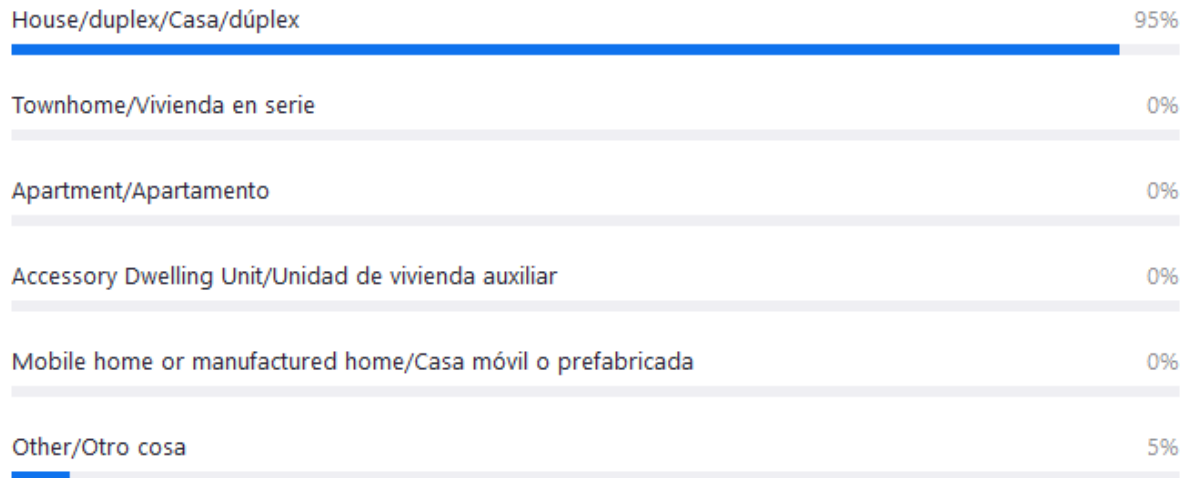 House/duplex/Casa/dúplex 95%
Townhome/Vivienda en serie 0%
Apartment/Apartamento 0%
Accessory Dwelling Unit/Unidad de vivienda auxiliar 0%
Mobile home or manufactured home/Casa móvil o prefabricada 0%
Other/Otro cosa 5%